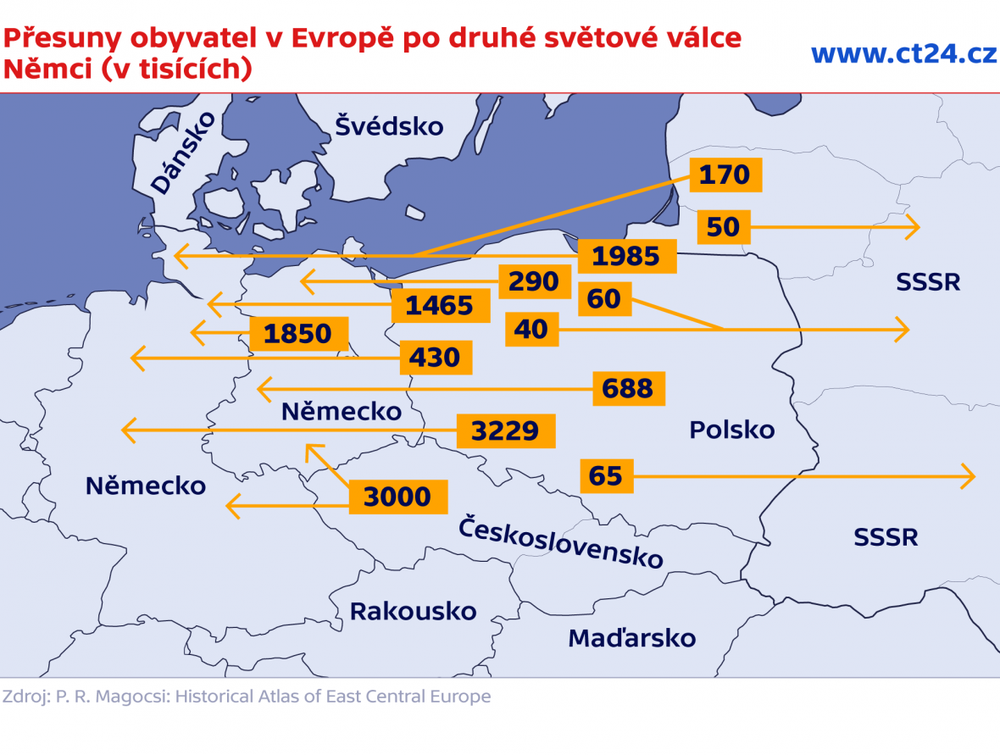 Přesuny obyvatel v Evropě po druhé světové válce
Němci (v tisících)
www.ct24.cz
Dánsko
Švédsko
170
50
1985
290
SSSR
60
1465
40
1850
430
688
Německo
3229
Polsko
65
Německo
3000
Československo
SSSR
Rakousko
Maďarsko
Zdroj: P. R. Magocsi: Historical Atlas of East Central Europe